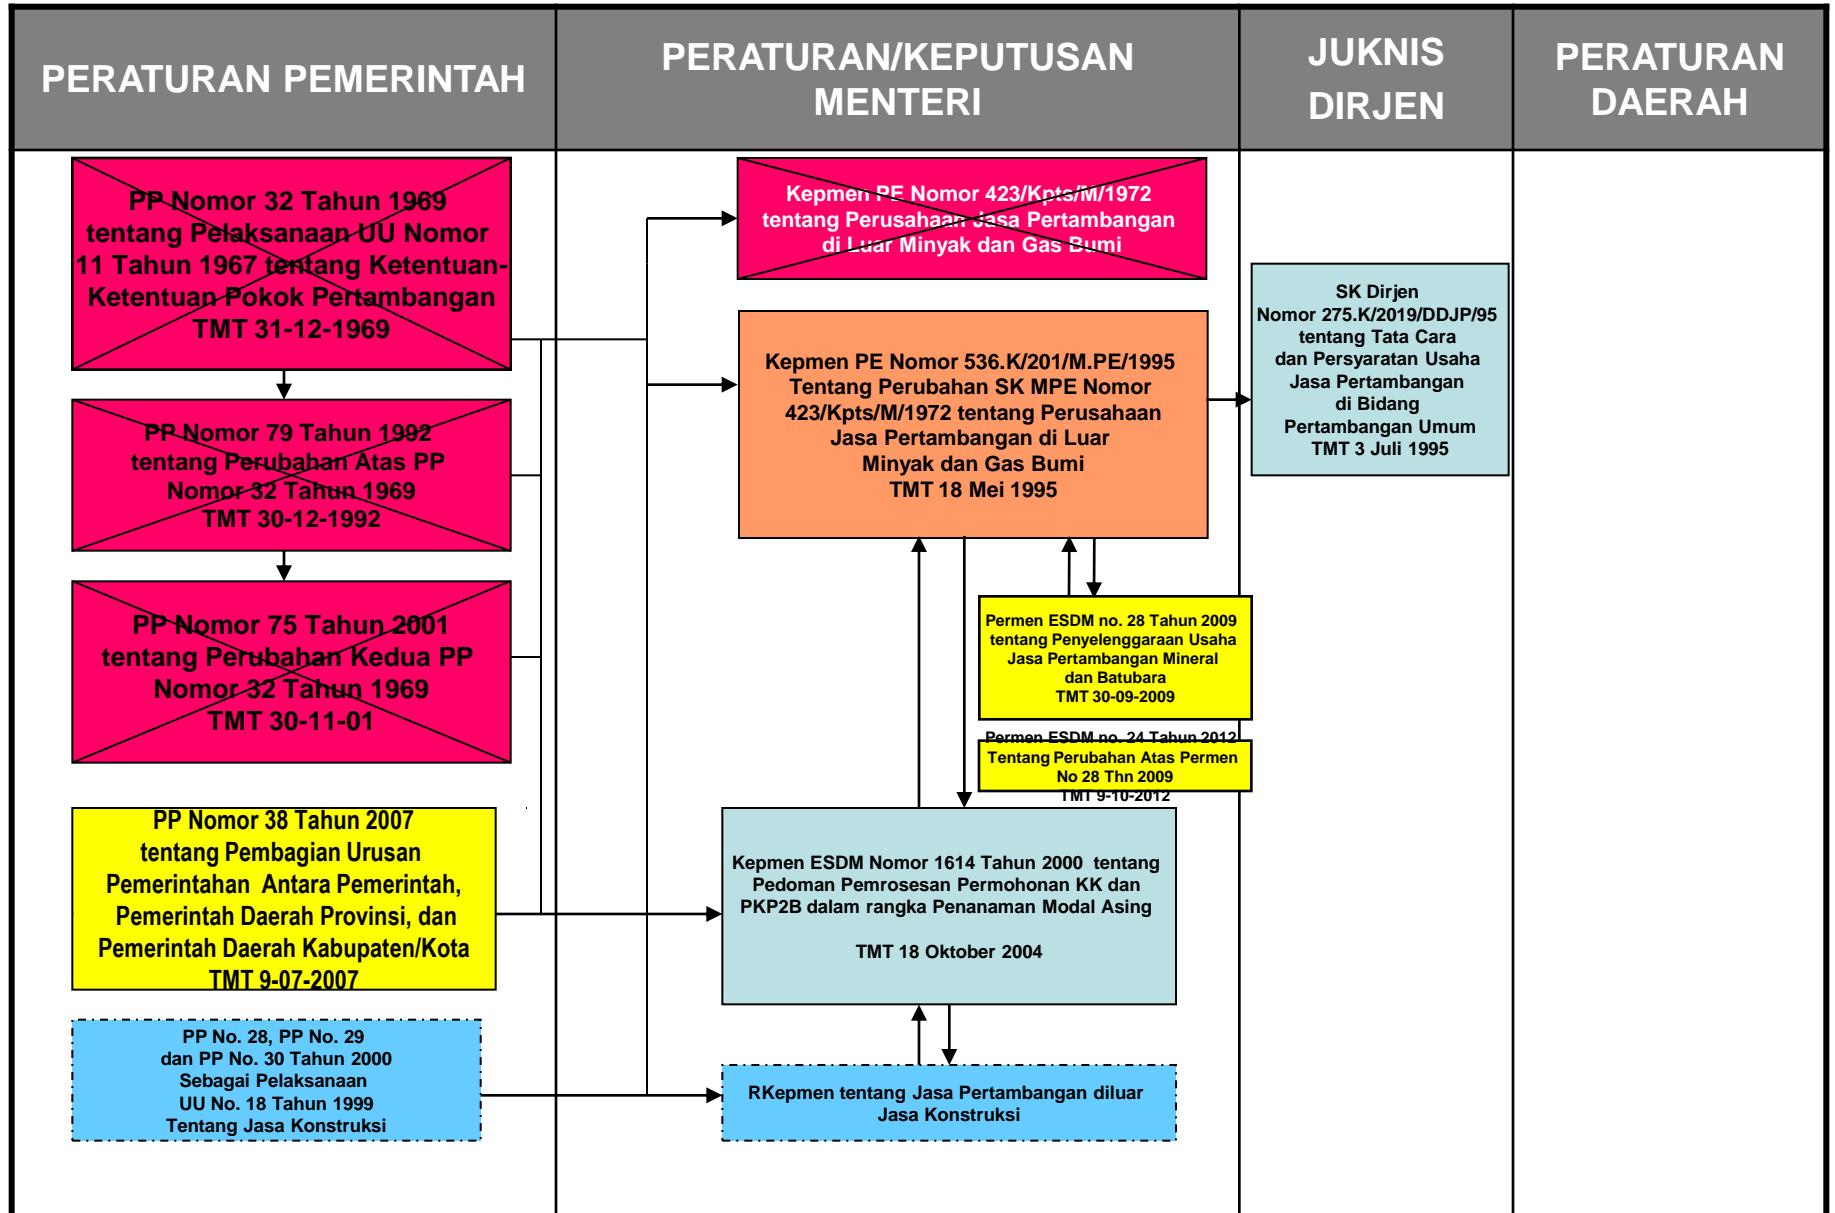 PERATURAN PEMERINTAH
PERATURAN/KEPUTUSAN
MENTERI
JUKNIS
DIRJEN
PERATURAN
DAERAH
PP Nomor 32 Tahun 1969
tentang Pelaksanaan UU Nomor
11 Tahun 1967 tentang Ketentuan-
Ketentuan Pokok Pertambangan
TMT 31-12-1969
PP Nomor 79 Tahun 1992
tentang Perubahan Atas PP
Nomor 32 Tahun 1969
TMT 30-12-1992
PP Nomor 75 Tahun 2001
tentang Perubahan Kedua PP
Nomor 32 Tahun 1969
TMT 30-11-01
PP Nomor 38 Tahun 2007
tentang Pembagian Urusan
Pemerintahan Antara Pemerintah,
Pemerintah Daerah Provinsi, dan
Pemerintah Daerah Kabupaten/Kota
TMT 9-07-2007
PP No. 28, PP No. 29
dan PP No. 30 Tahun 2000
Sebagai Pelaksanaan
UU No. 18 Tahun 1999
Tentang Jasa Konstruksi
Kepmen PE Nomor 423/Kpts/M/1972
tentang Perusahaan Jasa Pertambangan
di Luar Minyak dan Gas Bumi
Kepmen PE Nomor 536.K/201/M.PE/1995
Tentang Perubahan SK MPE Nomor
423/Kpts/M/1972 tentang Perusahaan
Jasa Pertambangan di Luar
Minyak dan Gas Bumi
TMT 18 Mei 1995
Permen ESDM no. 28 Tahun 2009
tentang Penyelenggaraan Usaha
Jasa Pertambangan Mineral
dan Batubara
TMT 30-09-2009
Permen ESDM no. 24 Tahun 2012
Tentang Perubahan Atas Permen
No 28 Thn 2009
TMT 9-10-2012
Kepmen ESDM Nomor 1614 Tahun 2000 tentang
Pedoman Pemrosesan Permohonan KK dan
PKP2B dalam rangka Penanaman Modal Asing
TMT 18 Oktober 2004
RKepmen tentang Jasa Pertambangan diluar
Jasa Konstruksi
SK Dirjen
Nomor 275.K/2019/DDJP/95
tentang Tata Cara
dan Persyaratan Usaha
Jasa Pertambangan
di Bidang
Pertambangan Umum
TMT 3 Juli 1995